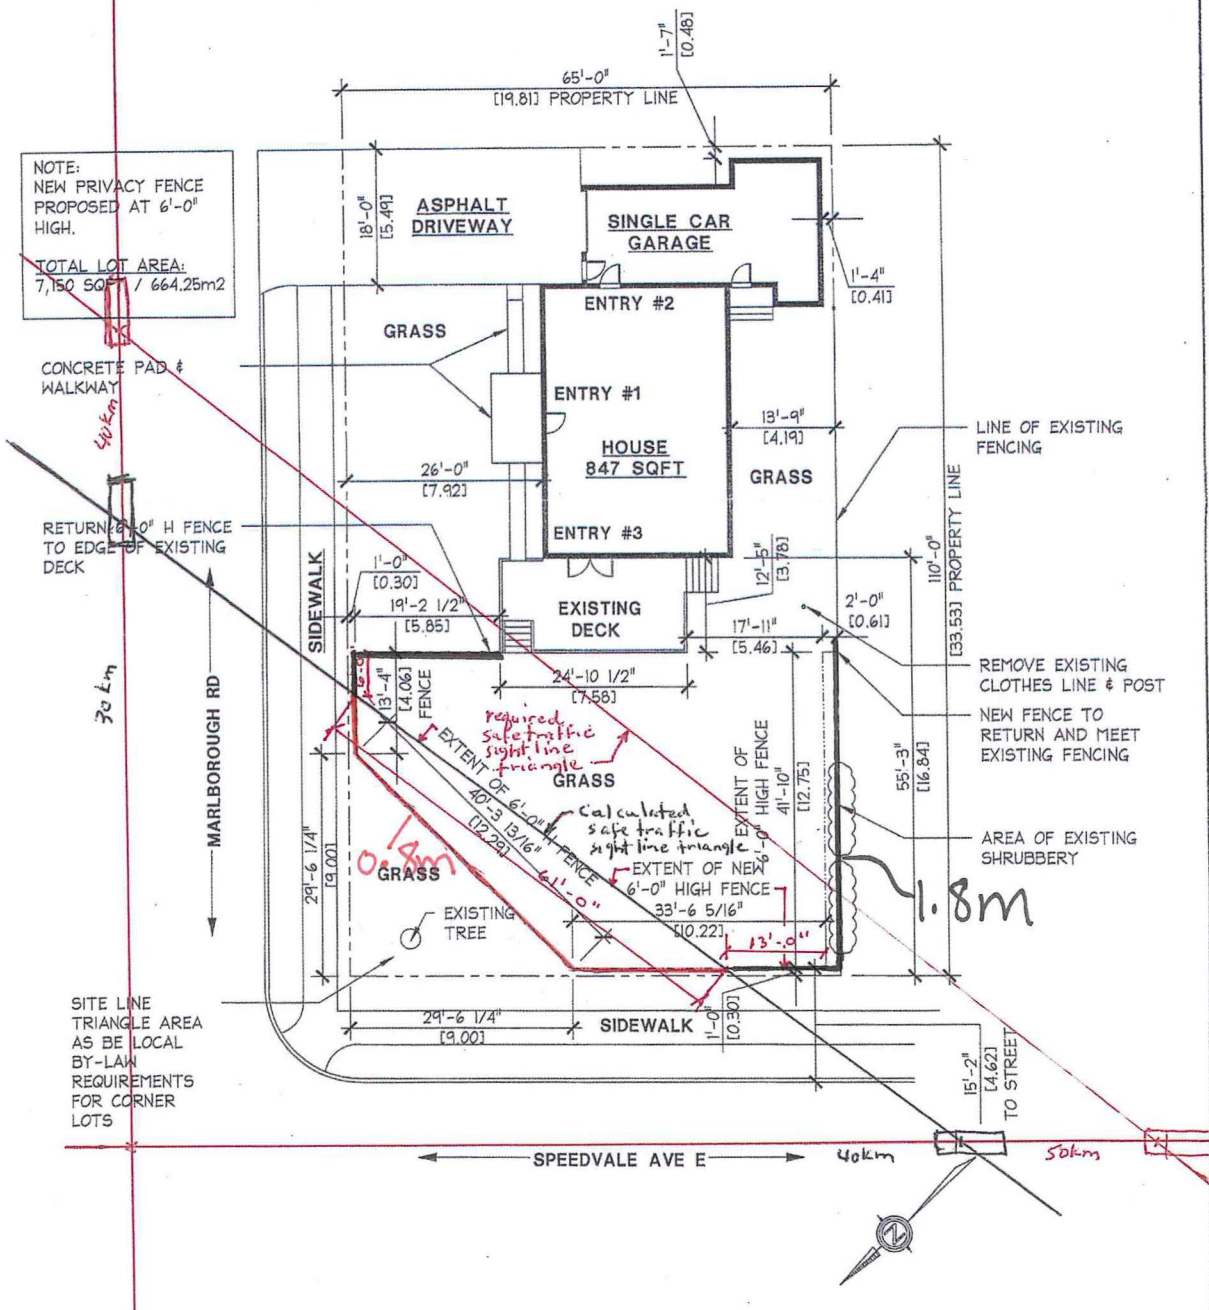 1'-7"
[0.48]
65'-0"
[19.81] PROPERTY LINE
NOTE:
NEW PRIVACY FENCE
PROPOSED AT 6'-0"
HIGH.
TOTAL LOT AREA:
7,150 SQFT / 664.25m2
18'-0"
[5.49]
ASPHALT
DRIVEWAY
SINGLE CAR
GARAGE
1'-4"
[0.41]
ENTRY #2
GRASS
CONCRETE PAD &
WALKWAY
40km
ENTRY #1
13'-9"
[4.19]
LINE OF EXISTING
FENCING
HOUSE
847 SQFT
GRASS
26'-0"
[7.92]
110'-0"
[33.53] PROPERTY LINE
RETURN 6'-0" H FENCE
TO EDGE OF EXISTING
DECK
ENTRY #3
1'-0"
[0.30]
12'-5"
[3.78]
SIDEWALK
19'-2 1/2"
[5.85]
EXISTING
DECK
2'-0"
[0.61]
17'-11"
[5.46]
REMOVE EXISTING
CLOTHES LINE & POST
30 km
MARLBOROUGH RD
6'-0"
13'-4"
[4.06]
FENCE
24'-10 1/2"
[7.58]
NEW FENCE TO
RETURN AND MEET
EXISTING FENCING
required
safe traffic
sight line
triangle
GRASS
EXTENT OF
6'-0" HIGH FENCE
41'-10"
[12.75]
55'-3"
[16.84]
EXTENT OF 6'-0" H FENCE
40'-3 13/16"
[12.29]
Calculated
safe traffic
sight line triangle
AREA OF EXISTING
SHRUBBERY
29'-6 1/4"
[9.00]
0.8m
GRASS
61'-0"
EXTENT OF NEW
6'-0" HIGH FENCE
1.8m
33'-6 5/16"
[10.22]
EXISTING
TREE
13'-0"
SITE LINE
TRIANGLE AREA
AS BE LOCAL
BY-LAW
REQUIREMENTS
FOR CORNER
LOTS
29'-6 1/4"
[9.00]
SIDEWALK
1'-0"
[0.30]
15'-2"
[4.62]
TO STREET
SPEEDVALE AVE E
40km
50km
N